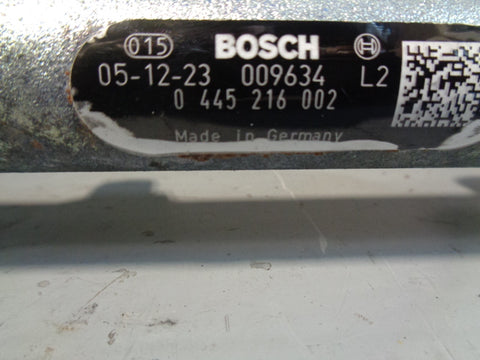 015 BOSCH
05-12-23 009634 L2
0 445 216 002
Made in Germany